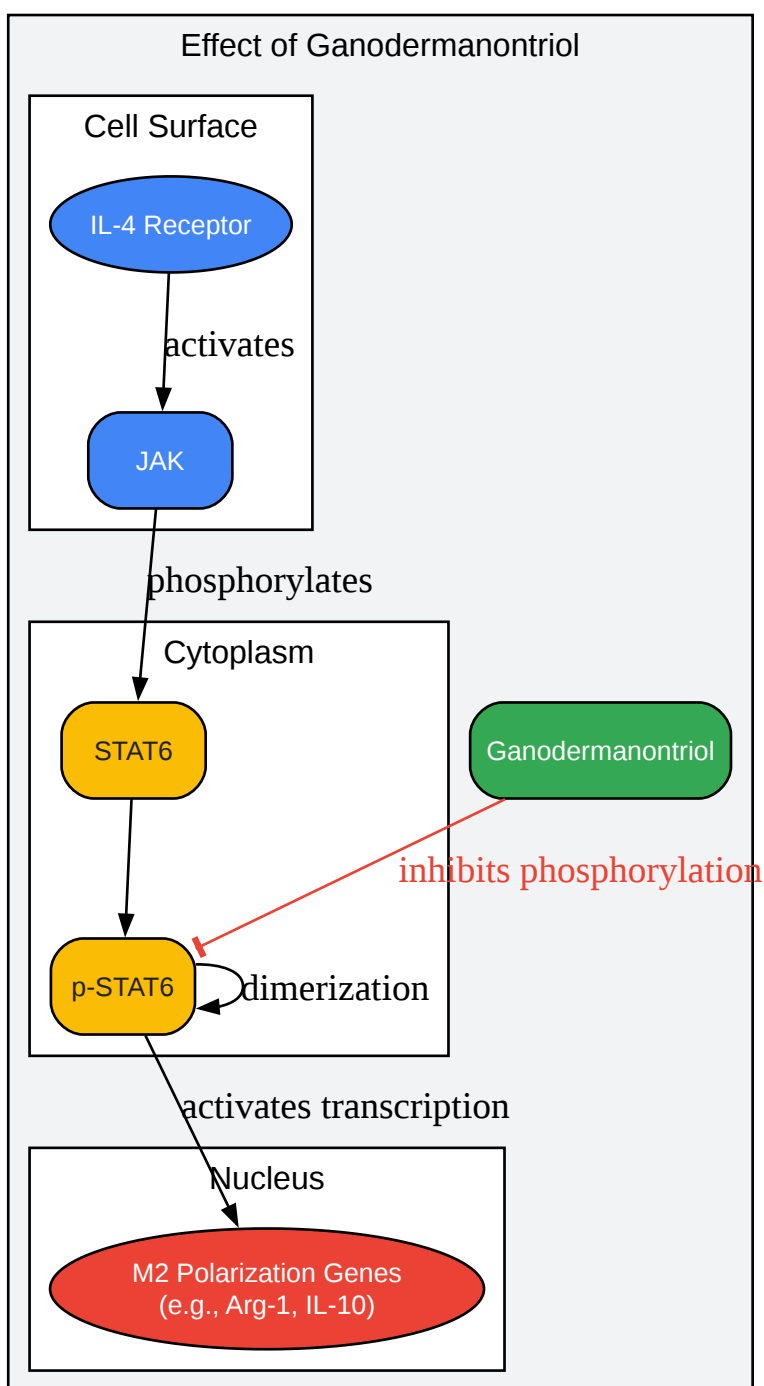 Effect of Ganodermanontriol
Cell Surface
IL-4 Receptor
activates
JAK
phosphorylates
Cytoplasm
STAT6
Ganodermanontriol
inhibits phosphorylation
p-STAT6
dimerization
activates transcription
Nucleus
M2 Polarization Genes
(e.g., Arg-1, IL-10)